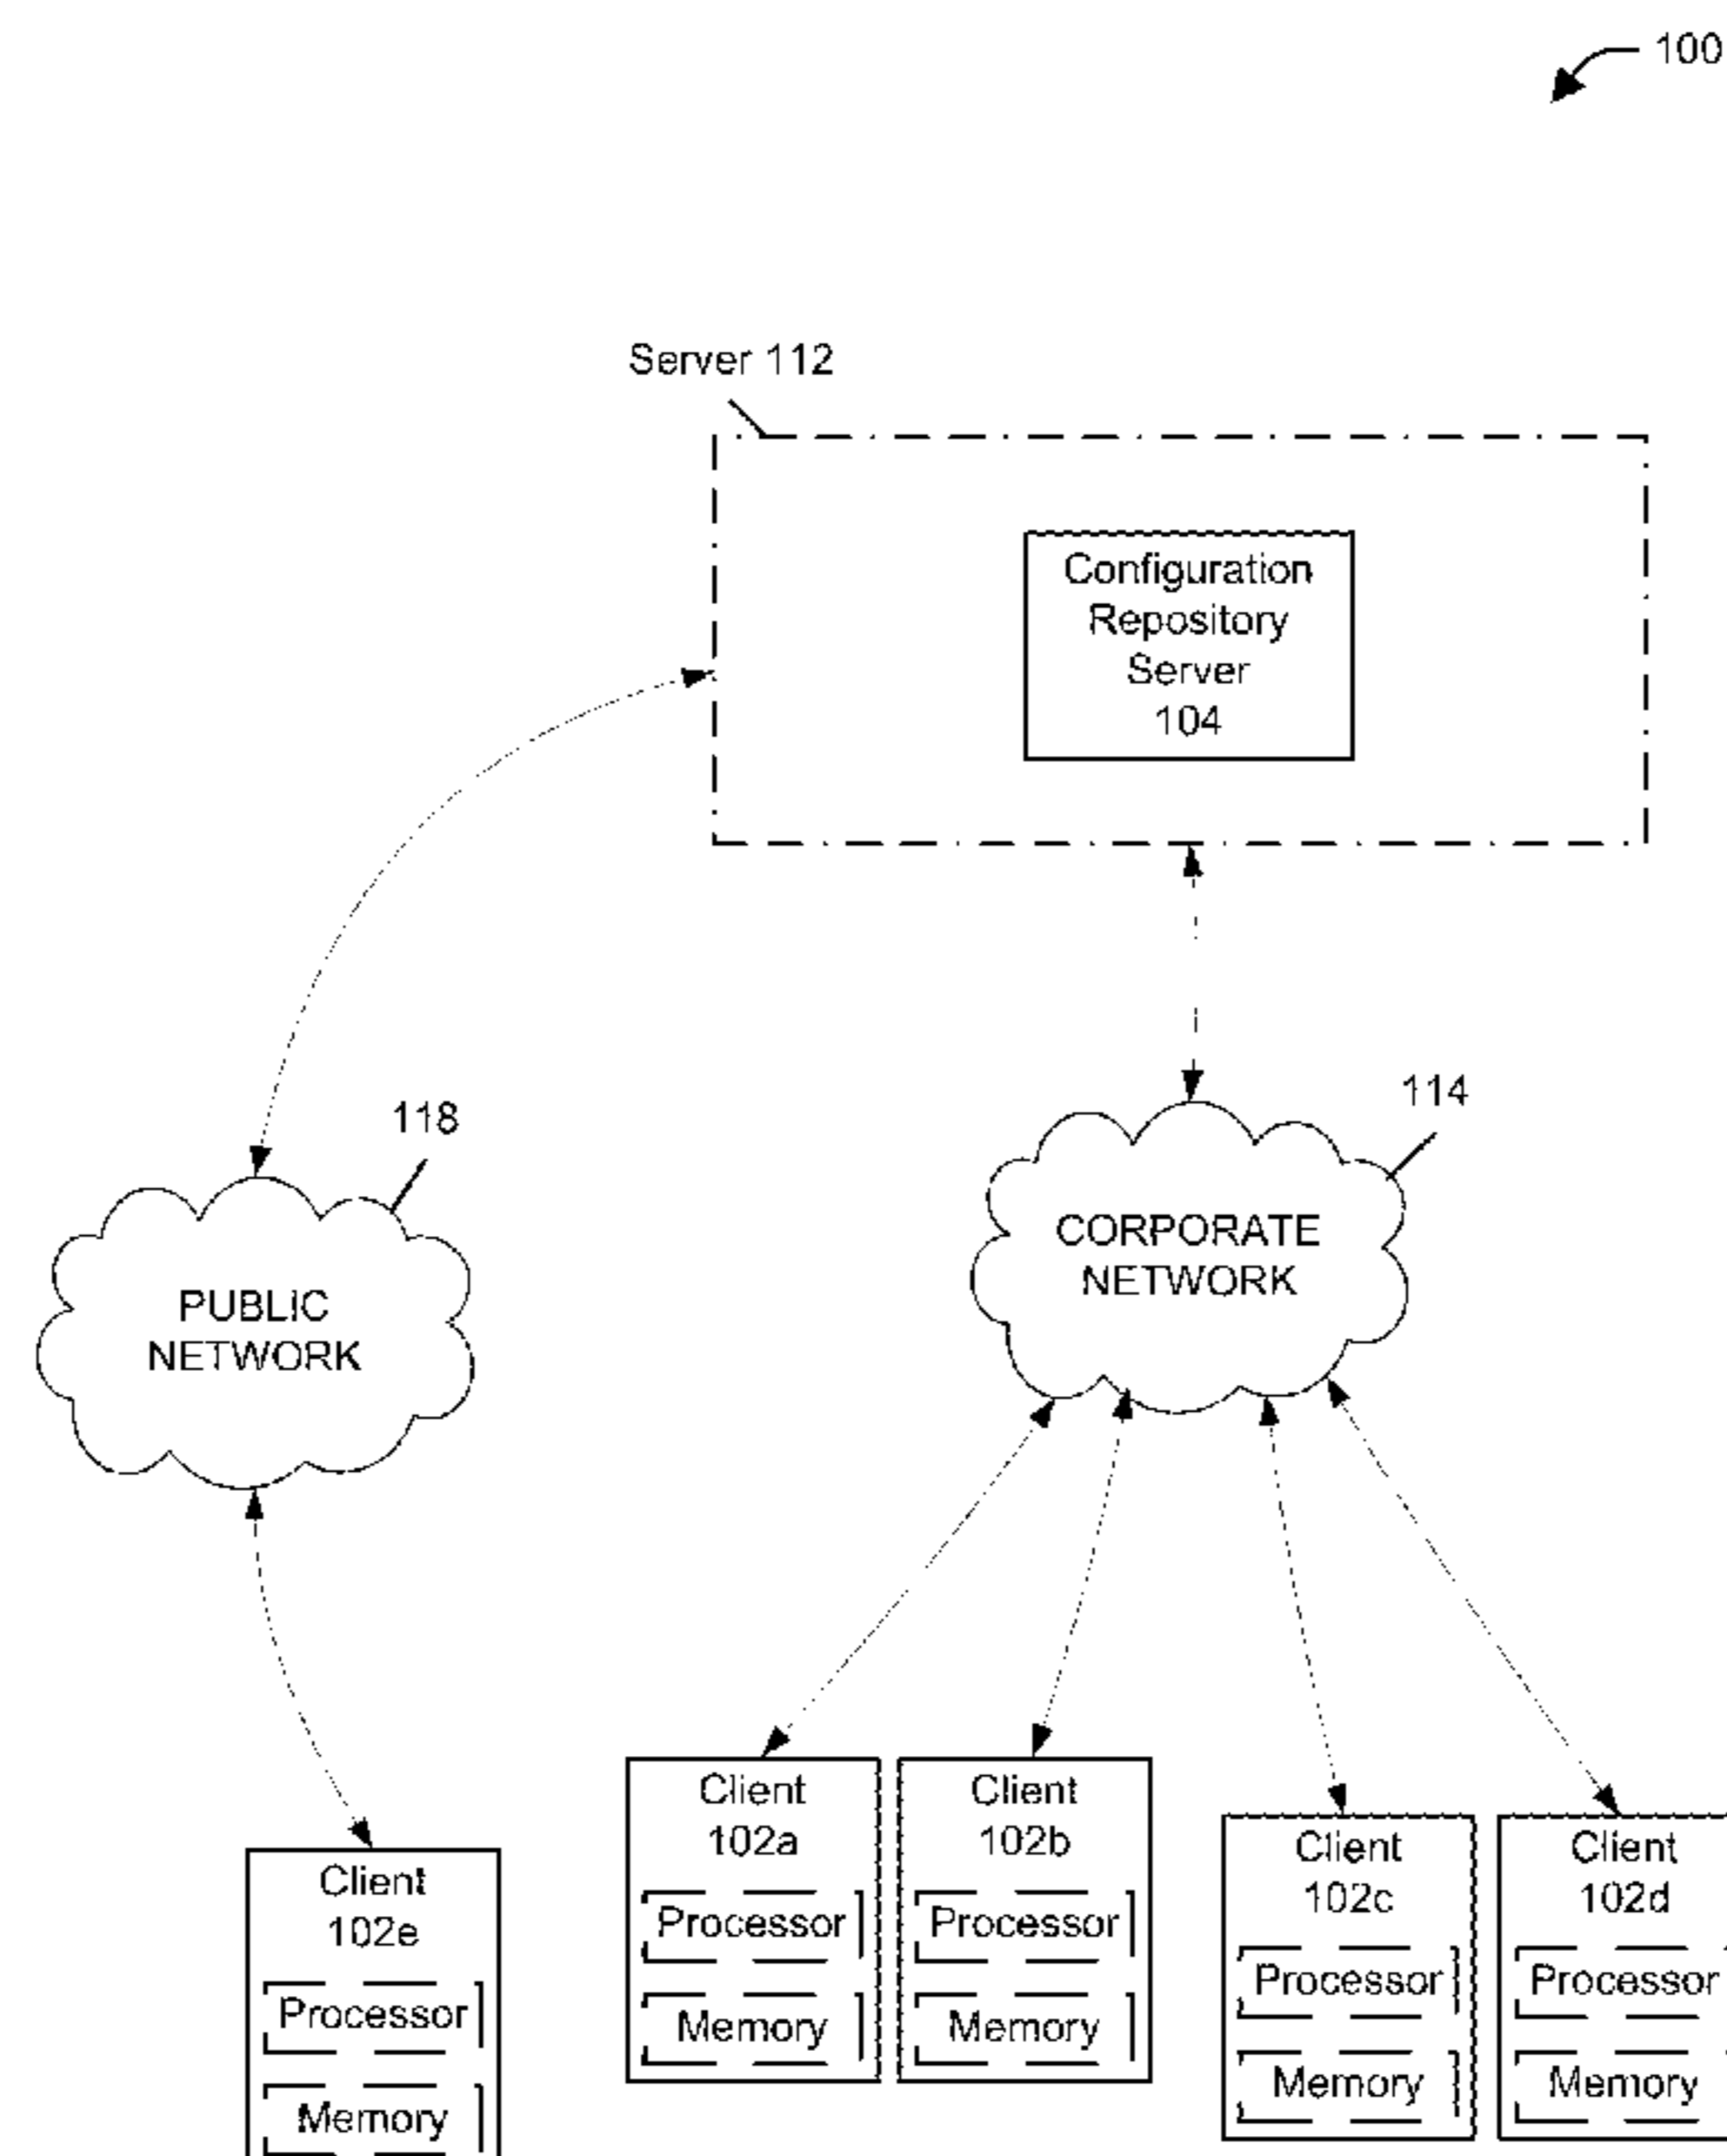 100
Server 112
Configuration
Repository
Server
104
118
114
PUBLIC
NETWORK
CORPORATE
NETWORK
Client
102a
Processor
Memory
Client
102b
Processor
Memory
Client
102c
Processor
Memory
Client
102d
Processor
Memory
Client
102e
Processor
Memory